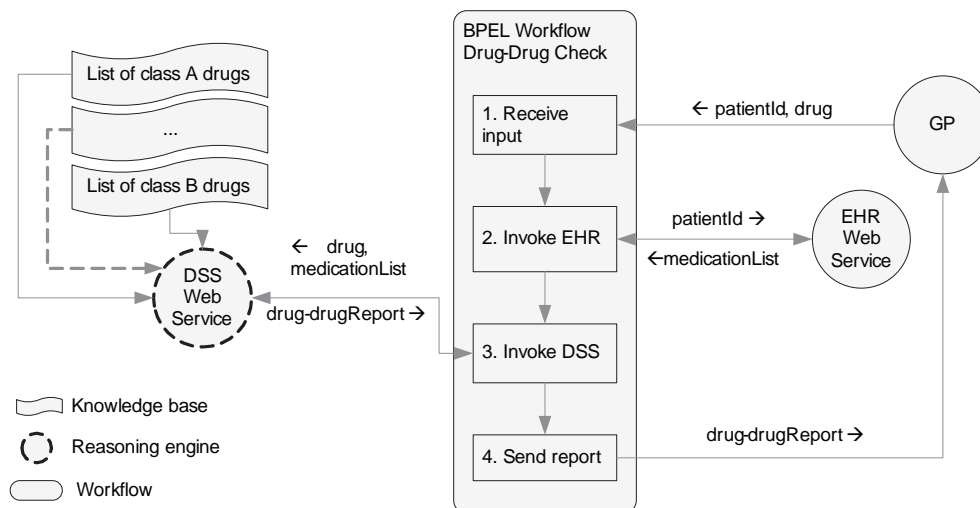 BPEL Workflow
Drug-Drug Check
List of class A drugs
...
List of class B drugs
DSS
Web
Service
← drug,
medicationList
drug-drugReport →
1. Receive
input
2. Invoke EHR
3. Invoke DSS
4. Send report
← patientId, drug
GP
patientId →
←medicationList
EHR
Web
Service
drug-drugReport →
Knowledge base
Reasoning engine
Workflow